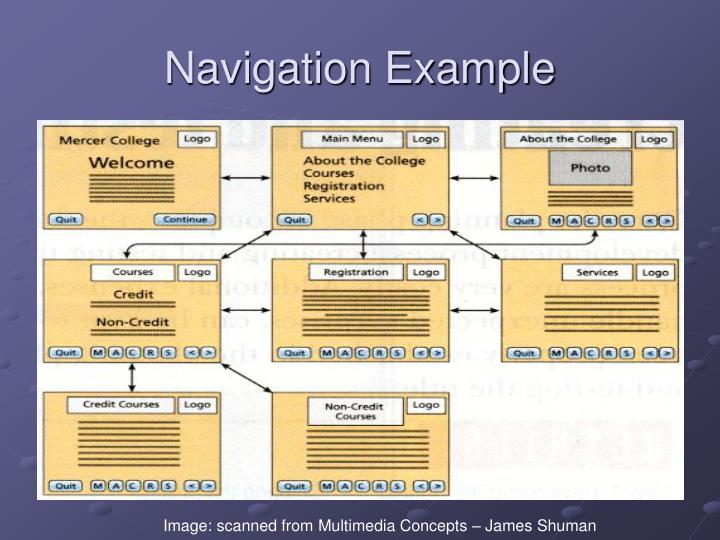 Navigation Example
Mercer College Logo
Welcome
Quit Continue
Main Menu Logo
About the College
Courses
Registration
Services
Quit < >
About the College Logo
Photo
Quit M A C R S < >
Courses Logo
Credit
Non-Credit
Quit M A C R S < >
Registration Logo
Quit M A C R S < >
Services Logo
Quit M A C R S < >
Credit Courses Logo
Quit M A C R S < >
Non-Credit Logo
Courses
Quit M A C R S < >
Image: scanned from Multimedia Concepts – James Shuman